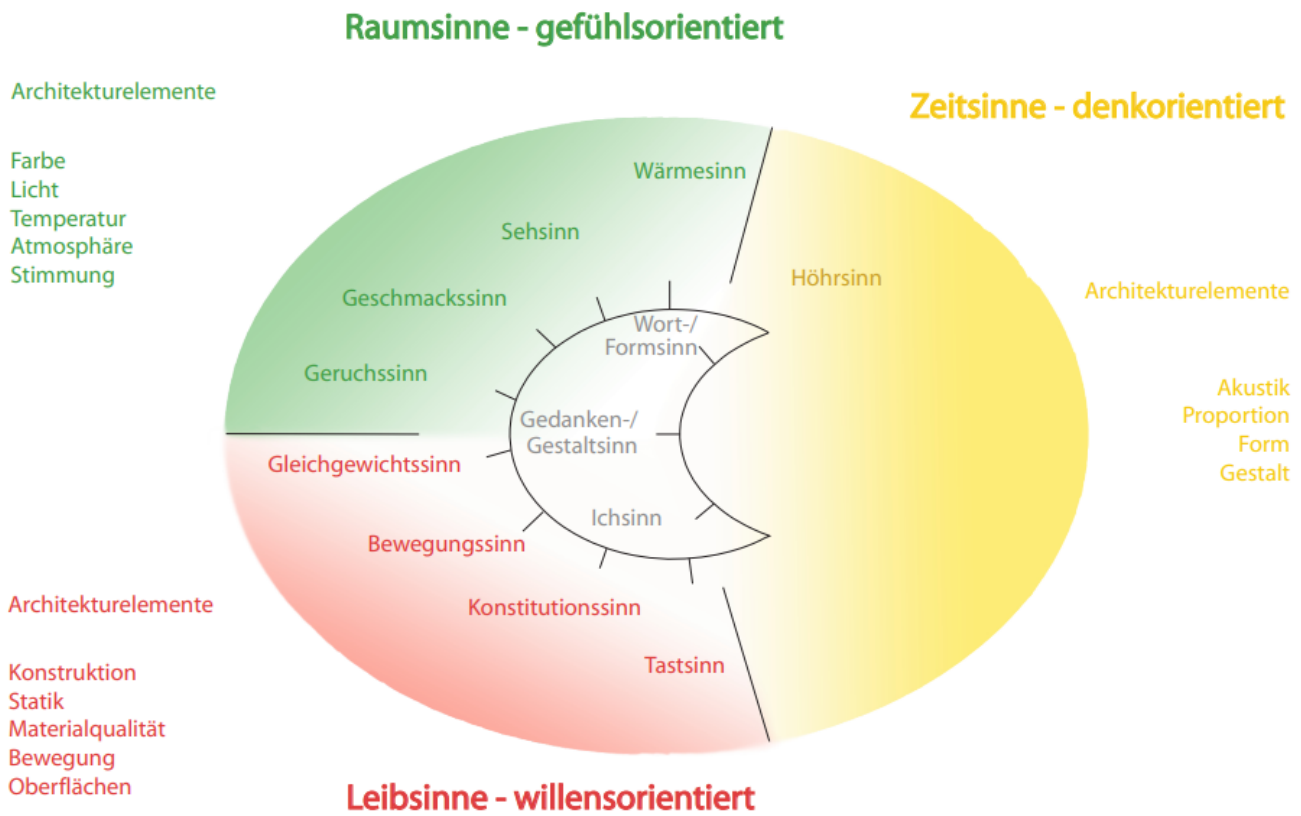 Raumsinne - gefühlsorientiert
Architekturelemente
Farbe
Licht
Temperatur
Atmosphäre
Stimmung
Zeitsinne - denkorientiert
Wärmesinn
Sehsinn
Geschmackssinn
Geruchssinn
Höhrsinn
Architekturelemente
Akustik
Proportion
Form
Gestalt
Wort-/
Formsinn
Gedanken-/
Gestaltsinn
Ichsinn
Gleichgewichtssinn
Bewegungssinn
Konstitutionssinn
Tastsinn
Architekturelemente
Konstruktion
Statik
Materialqualität
Bewegung
Oberflächen
Leibsinne - willensorientiert